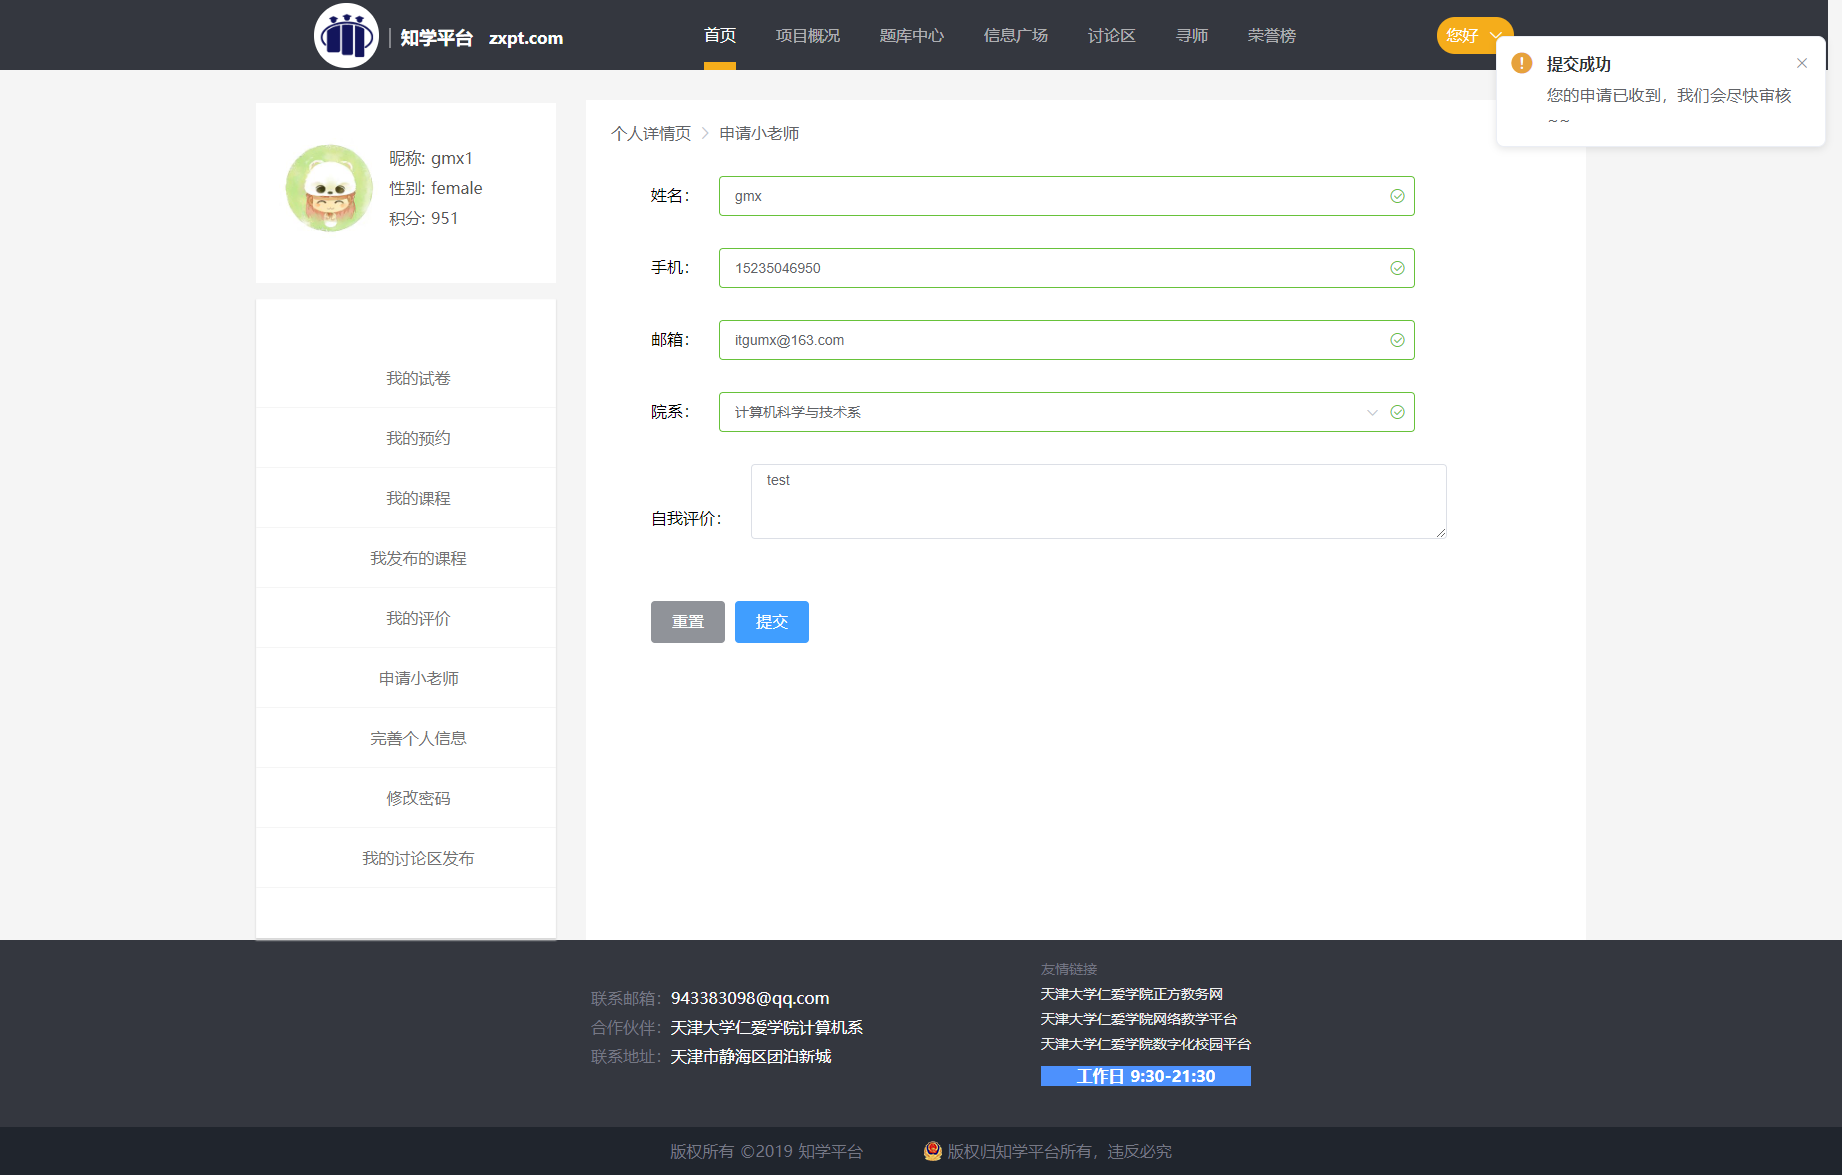 知学平台 zxpt.com
首页 项目概况 题库中心 信息广场 讨论区 寻师 荣誉榜
您好
提交成功
您的申请已收到，我们会尽快审核
~~
昵称: gmx1
性别: female
积分: 951
我的试卷
我的预约
我的课程
我发布的课程
我的评价
申请小老师
完善个人信息
修改密码
我的讨论区发布
个人详情页 申请小老师
姓名： gmx
手机： 15235046950
邮箱： itgumx@163.com
院系： 计算机科学与技术系
自我评价： test
重置 提交
联系邮箱：943383098@qq.com
合作伙伴：天津大学仁爱学院计算机系
联系地址：天津市静海区团泊新城
友情链接
天津大学仁爱学院正方教务网
天津大学仁爱学院网络教学平台
天津大学仁爱学院数字化校园平台
工作日 9:30-21:30
版权所有 ©2019 知学平台 版权归知学平台所有，违反必究